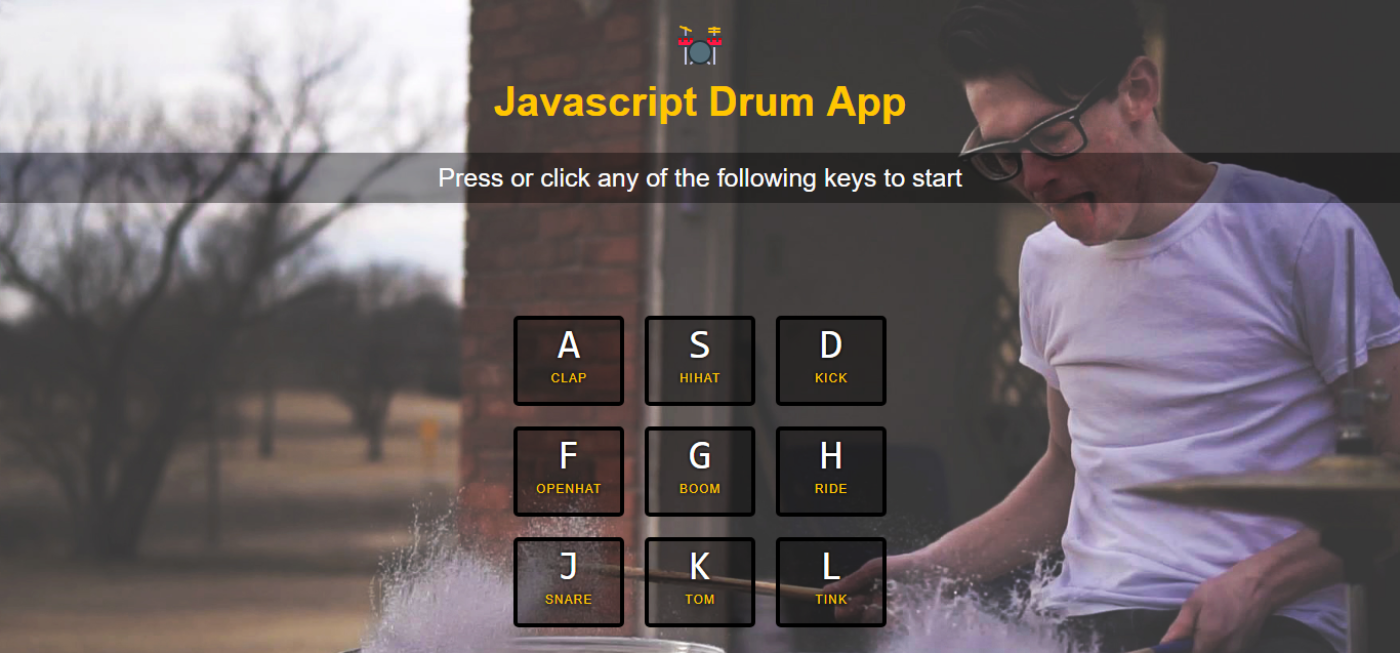 Javascript Drum App
Press or click any of the following keys to start
A S D
CLAP HIHAT KICK
F G H
OPENHAT BOOM RIDE
J K L
SNARE TOM TINK